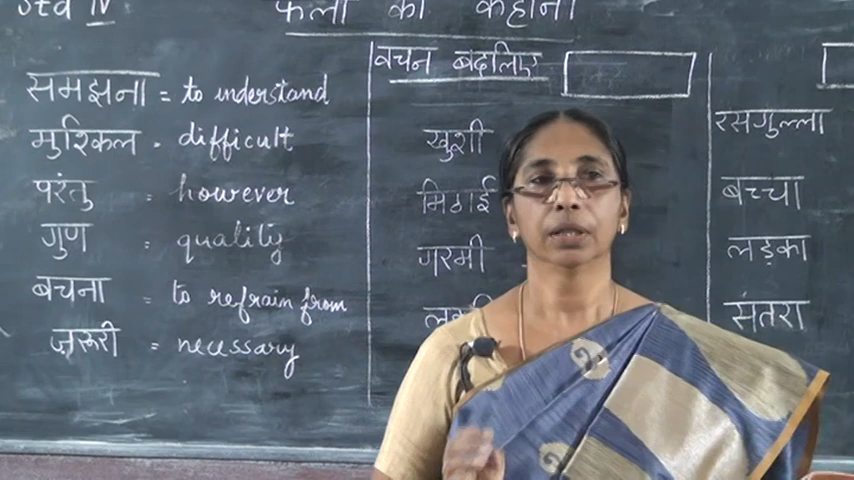 Std IV
फलों की कहानी
समझना = to understand
मुश्किल - difficult
परंतु = however
गुण = quality
बचना = to refrain from
ज़रूरी = necessary
वचन बदलिए
खुशी
मिठाई
गरमी
रसगुल्ला
बच्चा
लड़का
संतरा